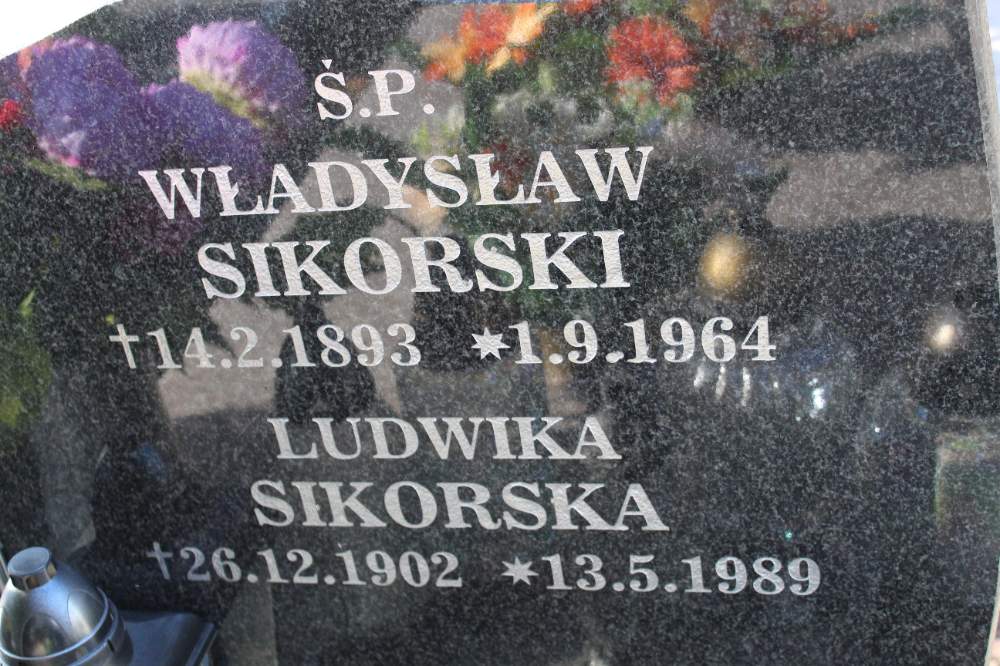 Ś.P.
WŁADYSŁAW
SIKORSKI
†14.2.1893 ✶1.9.1964
LUDWIKA
SIKORSKA
†26.12.1902 ✶13.5.1989